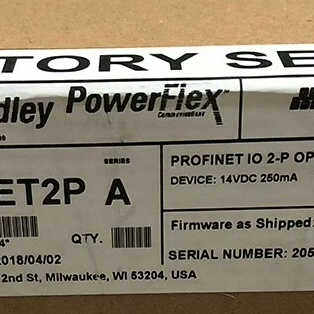 TORY SE
dley PowerFlex
SERIES
ET2P A
PROFINET IO 2-P OP
DEVICE: 14VDC 250mA
4*
QTY.
Firmware as Shipped:
2018/04/02
SERIAL NUMBER: 205
2nd St, Milwaukee, WI 53204, USA